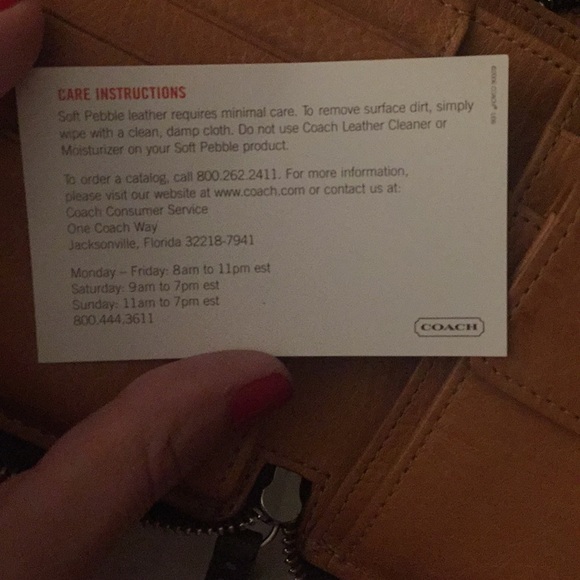 CARE INSTRUCTIONS
Soft Pebble leather requires minimal care. To remove surface dirt, simply
wipe with a clean, damp cloth. Do not use Coach Leather Cleaner or
Moisturizer on your Soft Pebble product.
To order a catalog, call 800.262.2411. For more information,
please visit our website at www.coach.com or contact us at:
Coach Consumer Service
One Coach Way
Jacksonville, Florida 32218-7941
Monday – Friday: 8am to 11pm est
Saturday: 9am to 7pm est
Sunday: 11am to 7pm est
800.444.3611
COACH